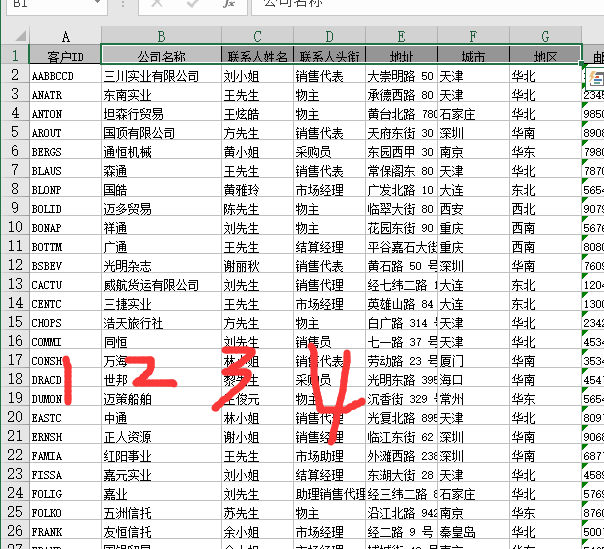 B1 公司名称
A B C D E F G
1 客户ID 公司名称 联系人姓名 联系人头衔 地址 城市 地区
2 AABBCCD 三川实业有限公司 刘小姐 销售代表 大崇明路 50 天津 华北
3 ANATR 东南实业 王先生 物主 承德西路 80 天津 华北 2345
4 ANTON 坦森行贸易 王炫皓 物主 黄台北路 780 石家庄 华北 9850
5 AROUT 国顶有限公司 方先生 销售代表 天府东街 30 深圳 华南 8908
6 BERGS 通恒机械 黄小姐 采购员 东园西甲 30 南京 华东 7980
7 BLAUS 森通 王先生 销售代表 常保阁东 80 天津 华北 7870
8 BLONP 国皓 黄雅玲 市场经理 广发北路 10 大连 东北 5654
9 BOLID 迈多贸易 陈先生 物主 临翠大街 80 西安 西北 9079
10 BONAP 祥通 刘先生 物主 花园东街 90 重庆 西南 5676
11 BOTTM 广通 王先生 结算经理 平谷嘉石大街 重庆 西南 8080
12 BSBEV 光明杂志 谢丽秋 销售代表 黄石路 50 号 深圳 华南 7609
13 CACTU 威航货运有限公司 刘先生 销售代理 经七纬二路 大连 东北 1204
14 CENTC 三捷实业 王先生 市场经理 英雄山路 84 大连 东北 1300
15 CHOPS 浩天旅行社 方先生 物主 白广路 314 天津 华北 2342
16 COMMI 同恒 刘先生 销售员 七一路 37 号 天津 华北 4534
17 CONSH 万海 林小姐 销售代表 劳动路 23 号 厦门 华南 3534
18 DRACD 世邦 黎先生 采购员 光明东路 395 海口 华南 4541
19 DUMON 迈策船舶 王俊元 物主 沉香街 329 常州 华东 5654
20 EASTC 中通 林小姐 销售代理 光复北路 895 天津 华北
21 ERNSH 正人资源 谢小姐 销售经理 临江东街 62 深圳 华南 9068
22 FAMIA 红阳事业 王先生 市场助理 外滩西路 238 深圳 华南 6877
23 FISSA 嘉元实业 刘小姐 结算经理 东湖大街 28 天津 华北 4589
24 FOLIG 嘉业 刘先生 助理销售代理 经三纬二路 石家庄 华北 5769
25 FOLKO 五洲信托 苏先生 物主 沿江北路 942 南京 华东 8760
26 FRANK 友恒信托 余小姐 市场经理 经二路 9 号 秦皇岛 华北
1 2 3 4